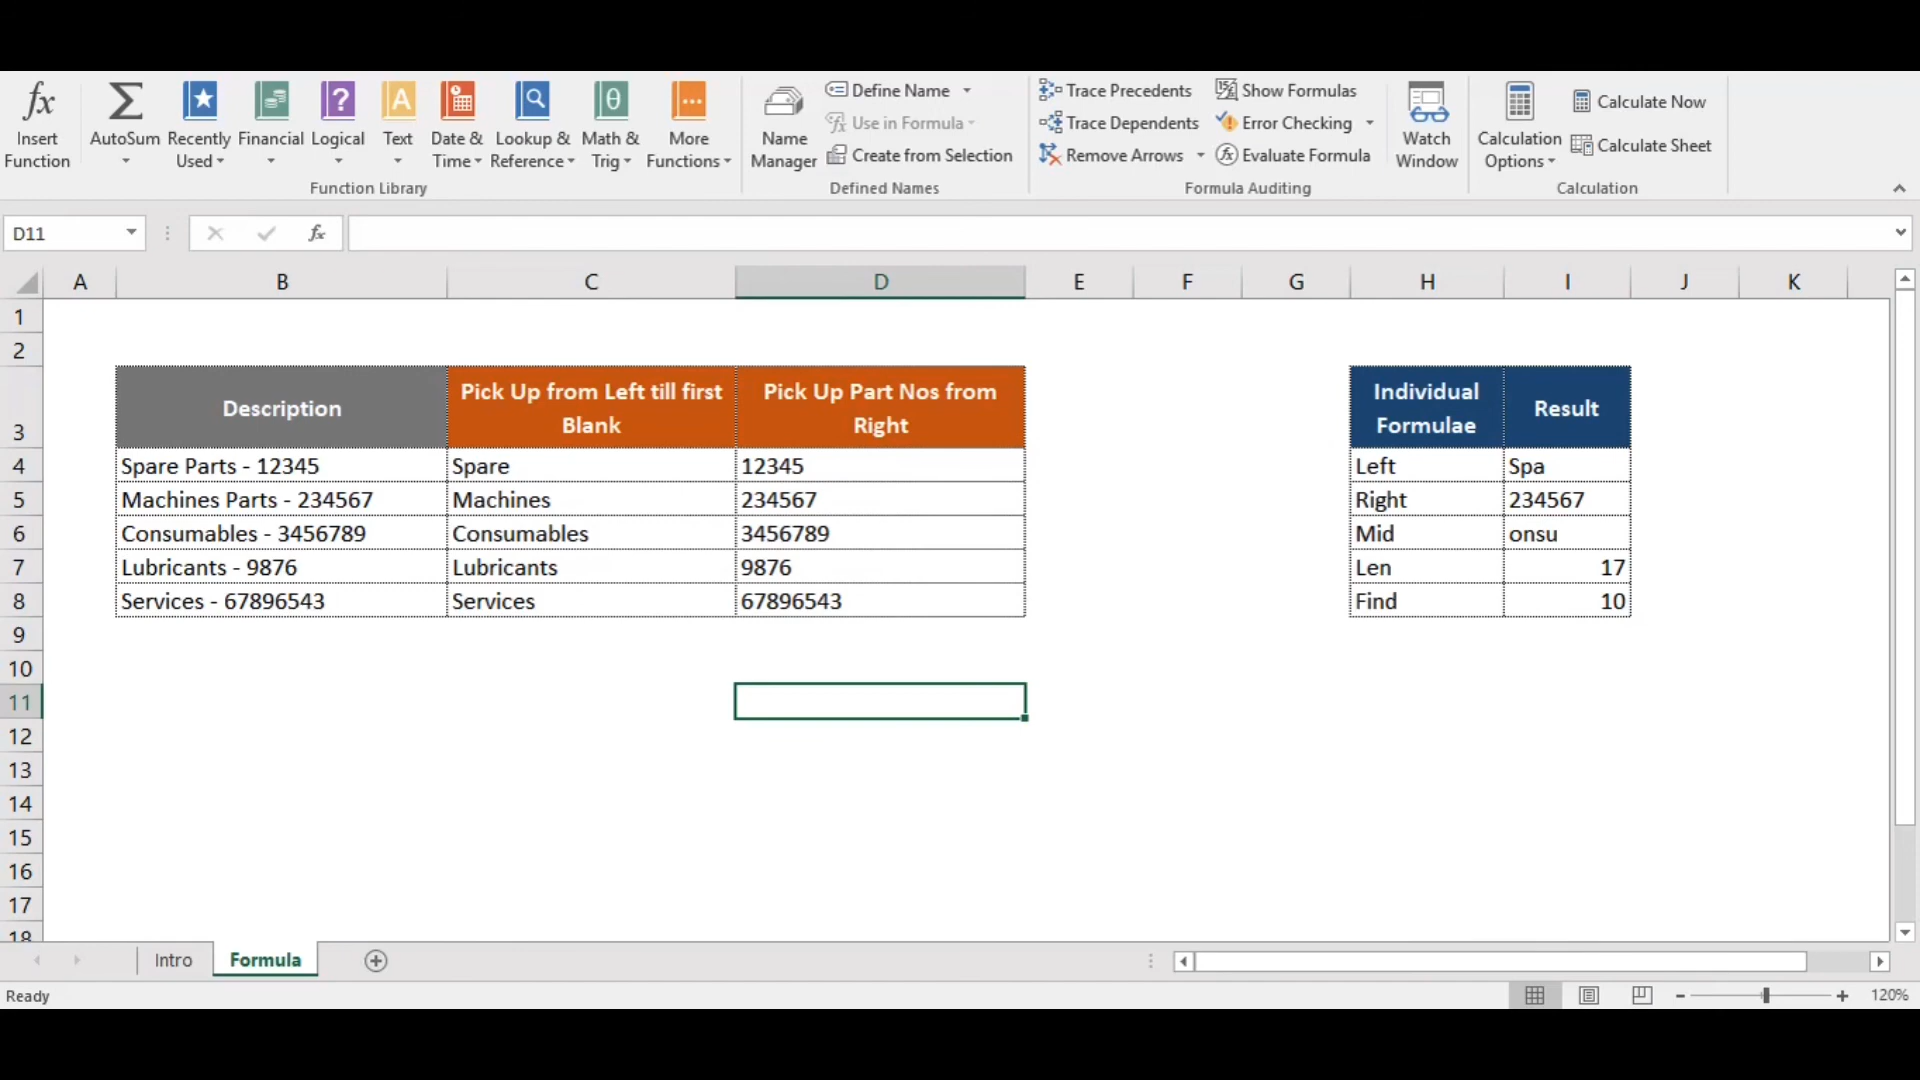 fx Insert Function
AutoSum
Recently Used
Financial
Logical
Text
Date & Time
Lookup & Reference
Math & Trig
More Functions
Function Library
Name Manager
Define Name
Use in Formula
Create from Selection
Defined Names
Trace Precedents
Trace Dependents
Remove Arrows
Show Formulas
Error Checking
Evaluate Formula
Formula Auditing
Watch Window
Calculation Options
Calculate Now
Calculate Sheet
Calculation
D11
fx
A B C D E F G H I J K
1
2
3 Description Pick Up from Left till first Blank Pick Up Part Nos from Right Individual Formulae Result
4 Spare Parts - 12345 Spare 12345 Left Spa
5 Machines Parts - 234567 Machines 234567 Right 234567
6 Consumables - 3456789 Consumables 3456789 Mid onsu
7 Lubricants - 9876 Lubricants 9876 Len 17
8 Services - 67896543 Services 67896543 Find 10
9
10
11
12
13
14
15
16
17
18
Intro Formula
Ready
120%